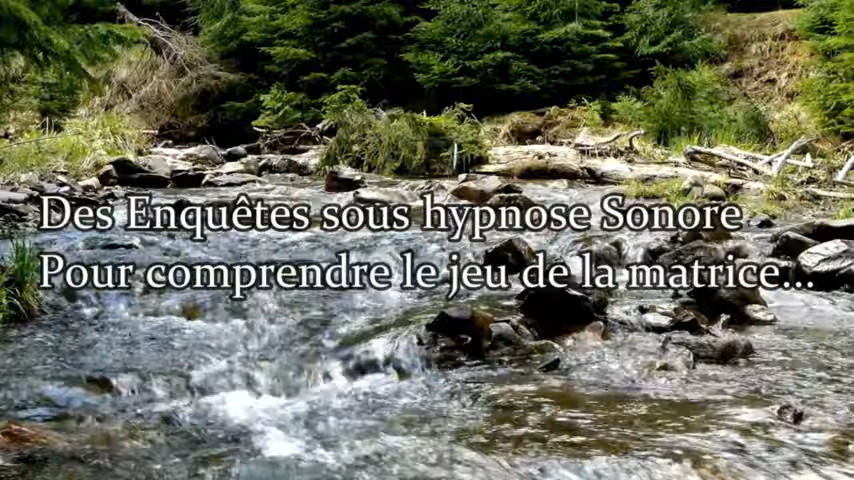 Des Enquêtes sous hypnose Sonore
Pour comprendre le jeu de la matrice...